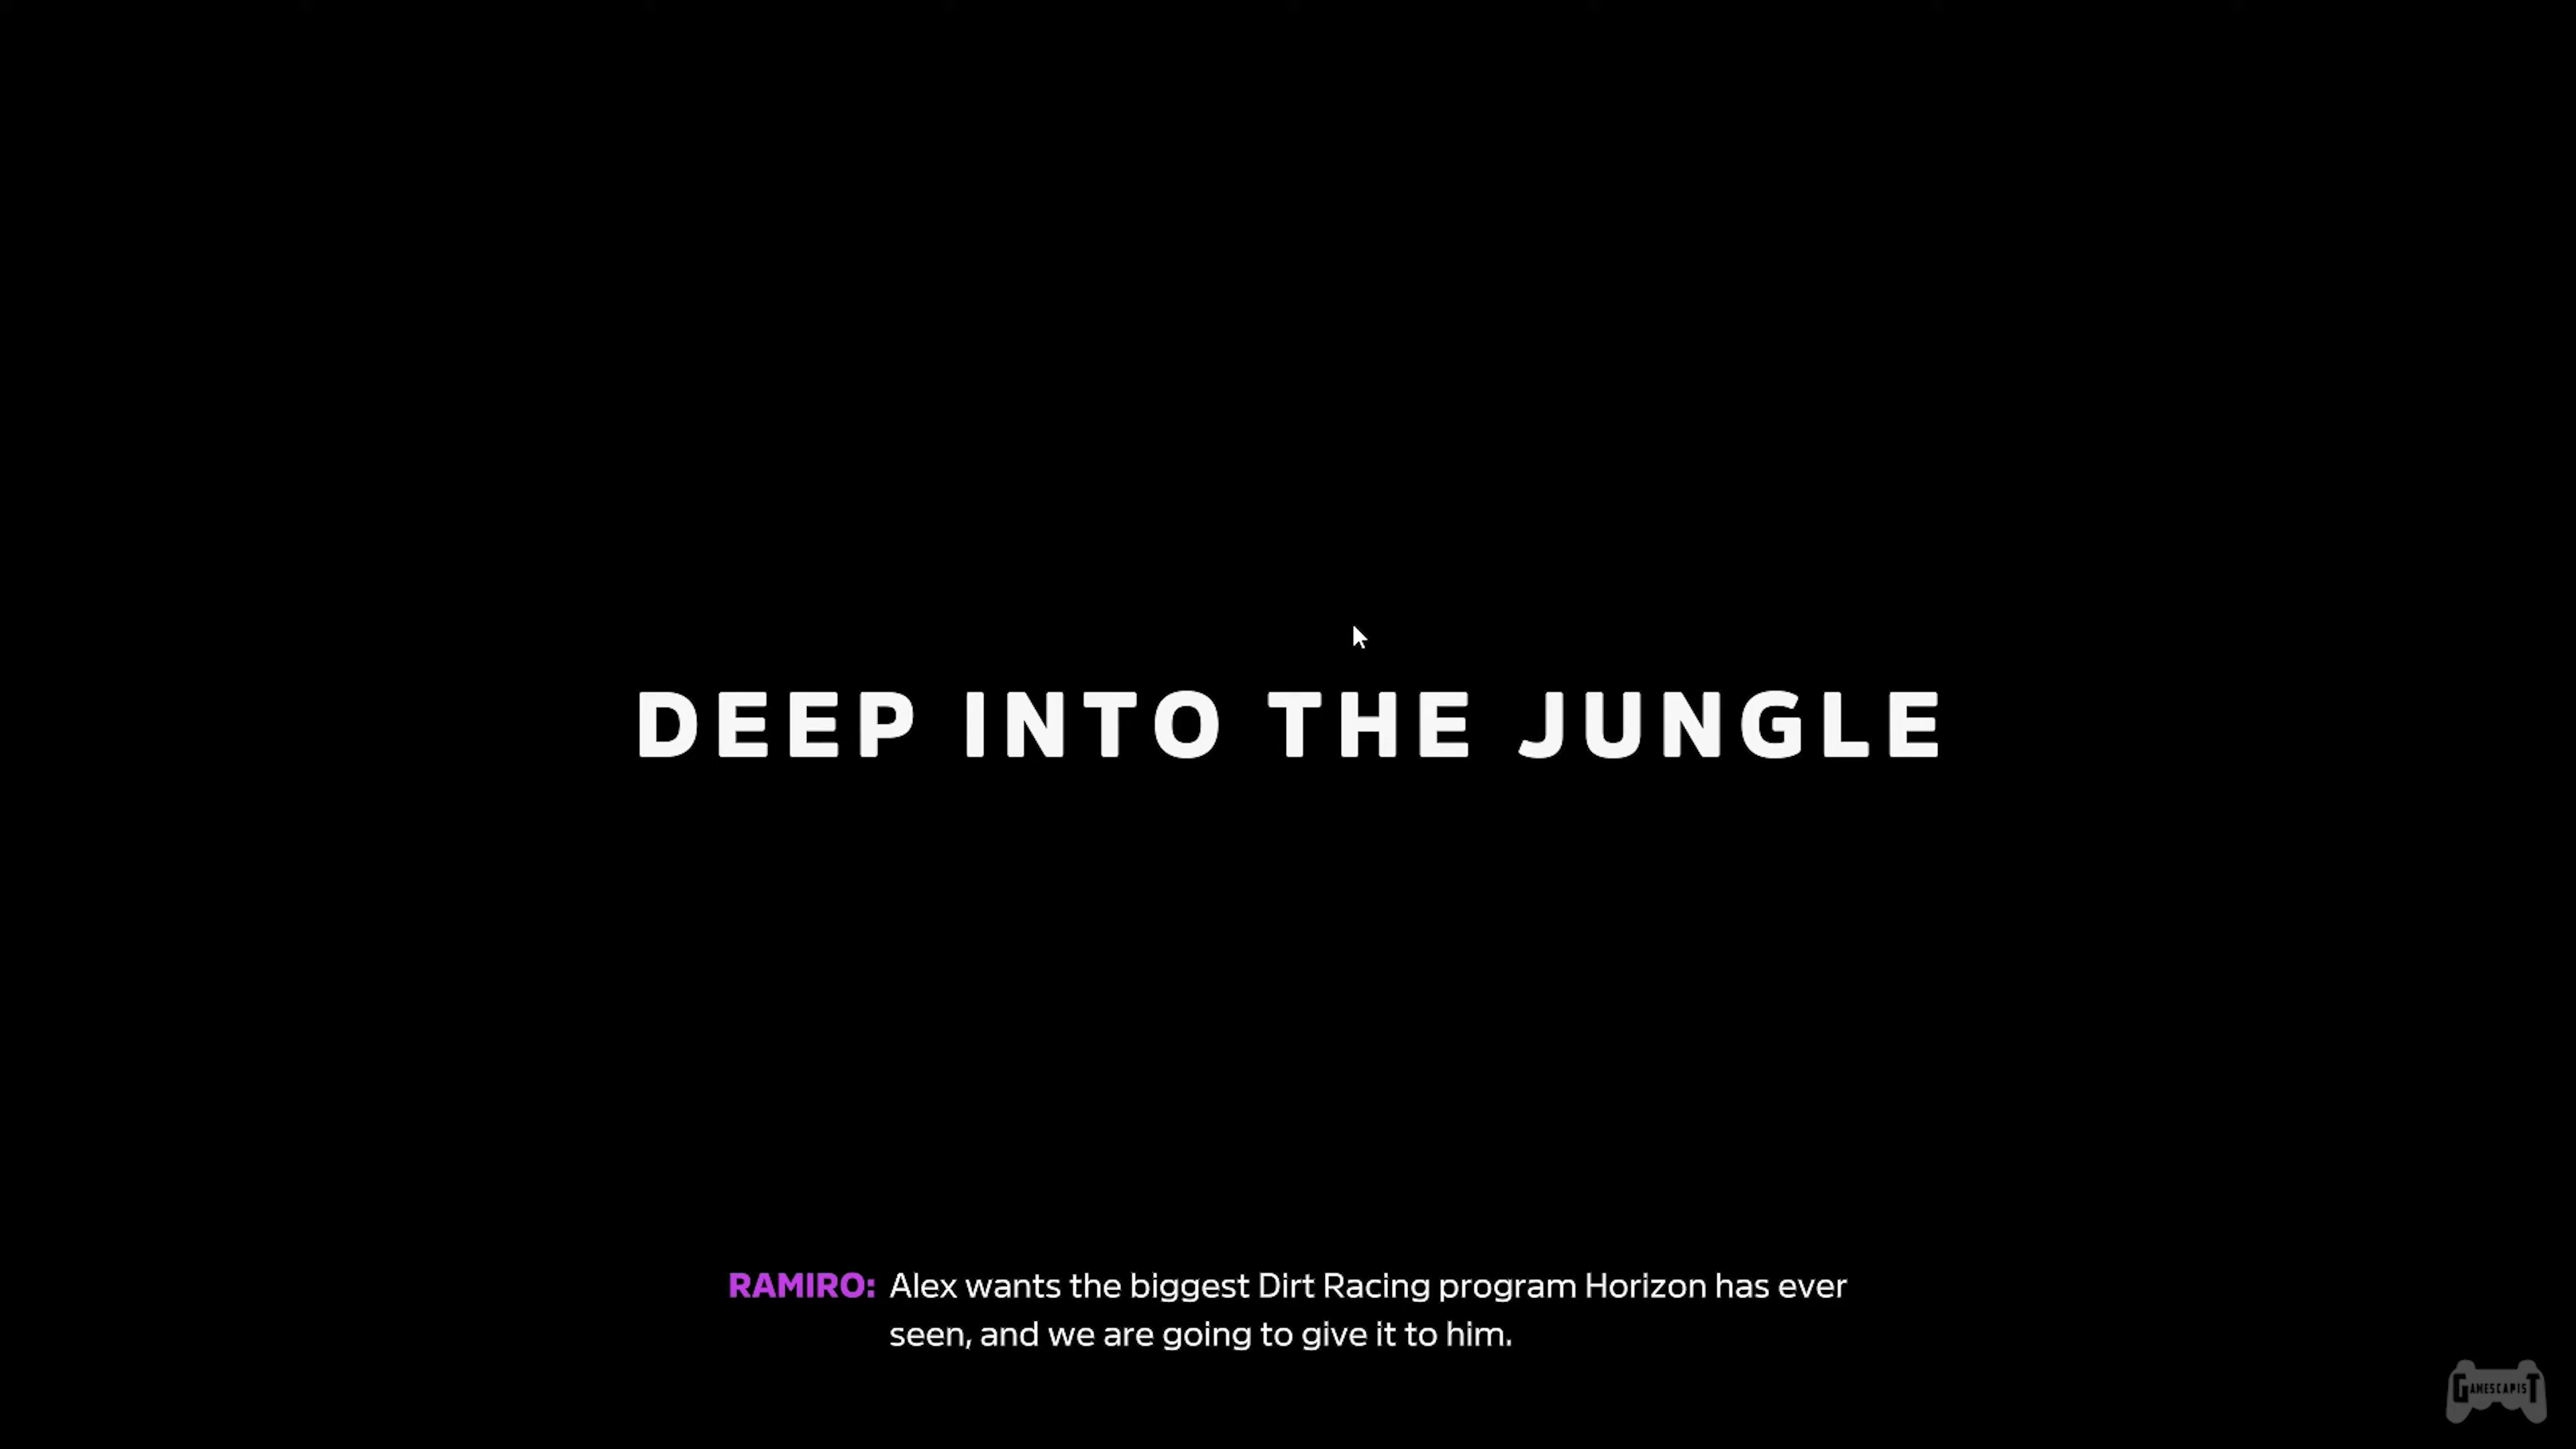 DEEP INTO THE JUNGLE
RAMIRO: Alex wants the biggest Dirt Racing program Horizon has ever
seen, and we are going to give it to him.
GAMESCAPIST